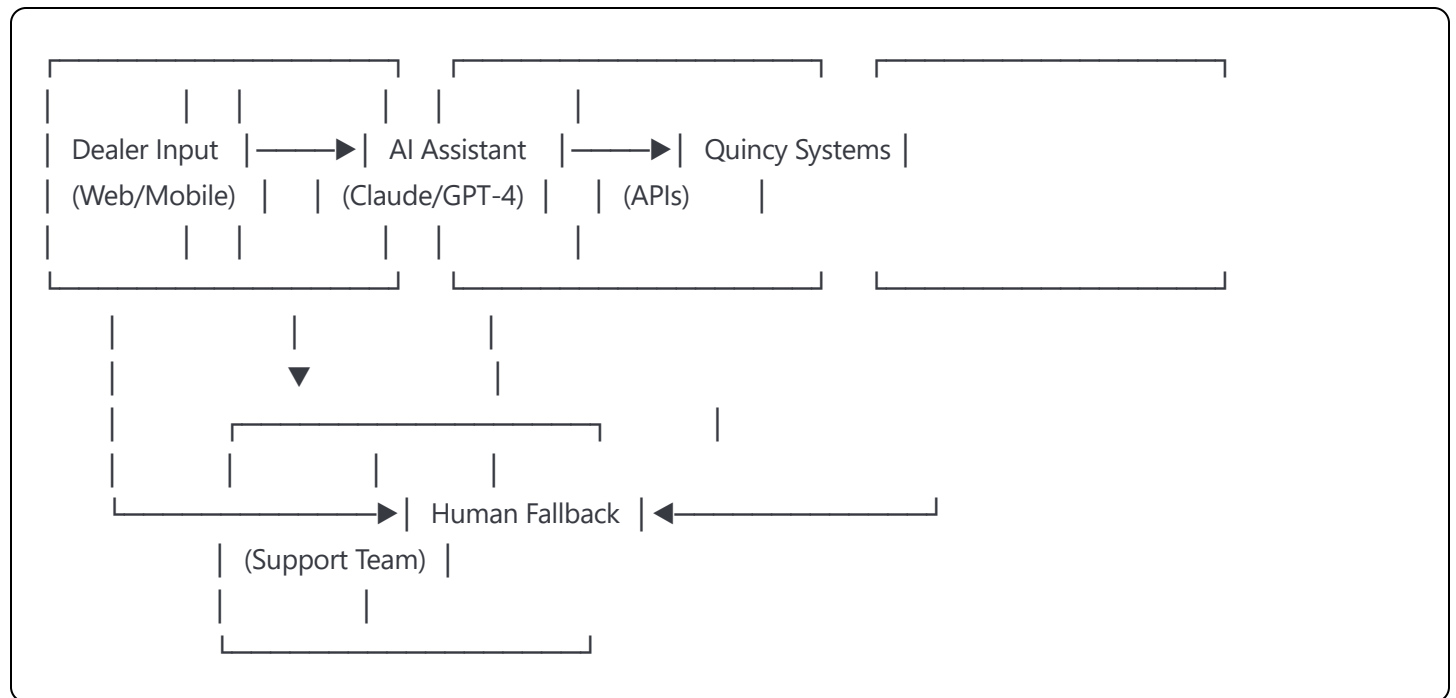 Dealer Input AI Assistant Quincy Systems
(Web/Mobile) (Claude/GPT-4) (APIs)
Human Fallback
(Support Team)